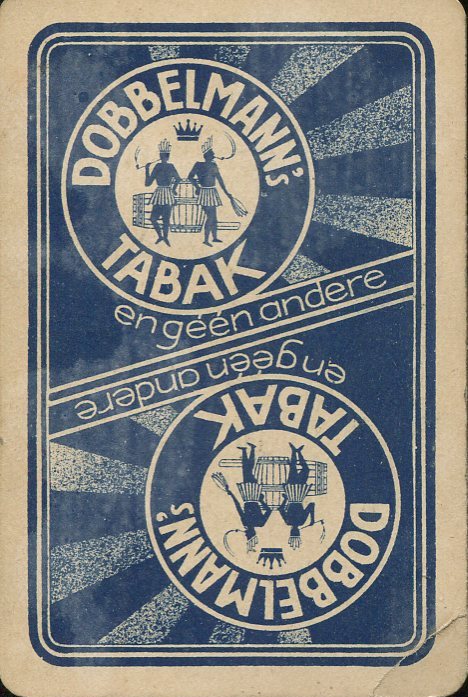 DOBBELMANN's
TABAK
en géén andere
en géén andere
TABAK
DOBBELMANN's